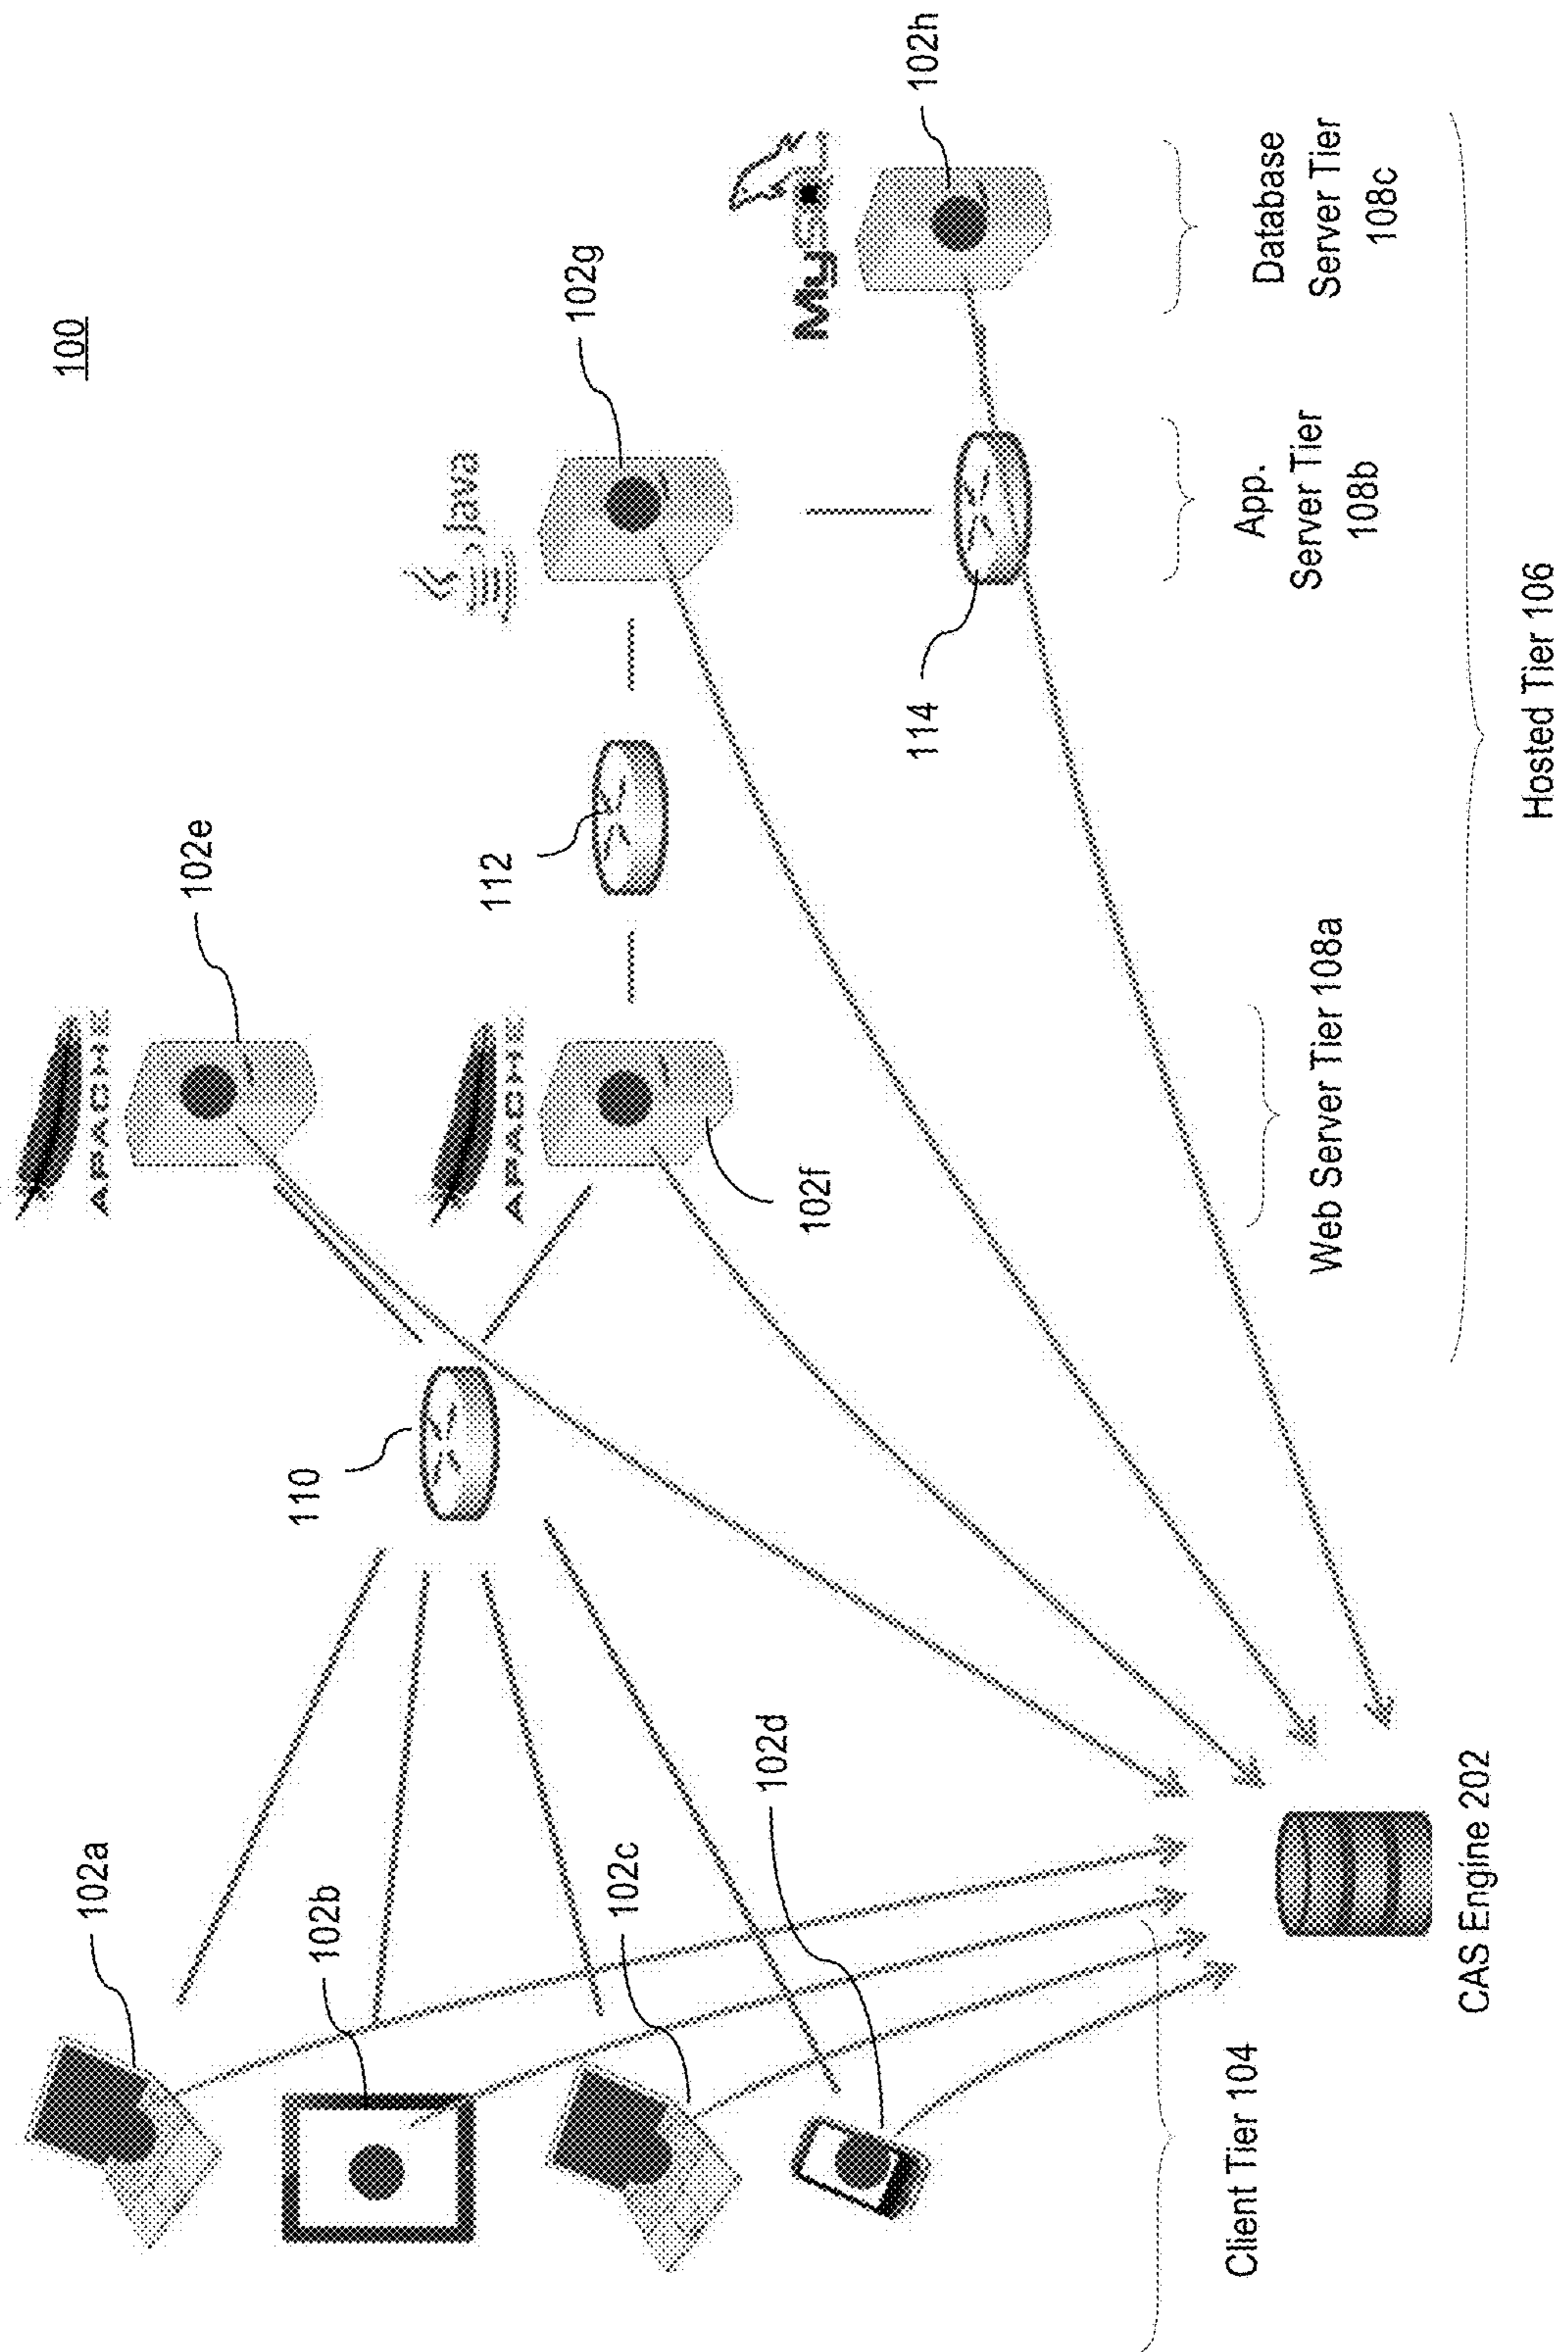 100
102a
102b
102c
102d
110
102e
APACHE
APACHE
102f
112
Java
102g
114
MySQL
102h
CAS Engine 202
Client Tier 104
Web Server Tier 108a
App.
Server Tier
108b
Database
Server Tier
108c
Hosted Tier 106